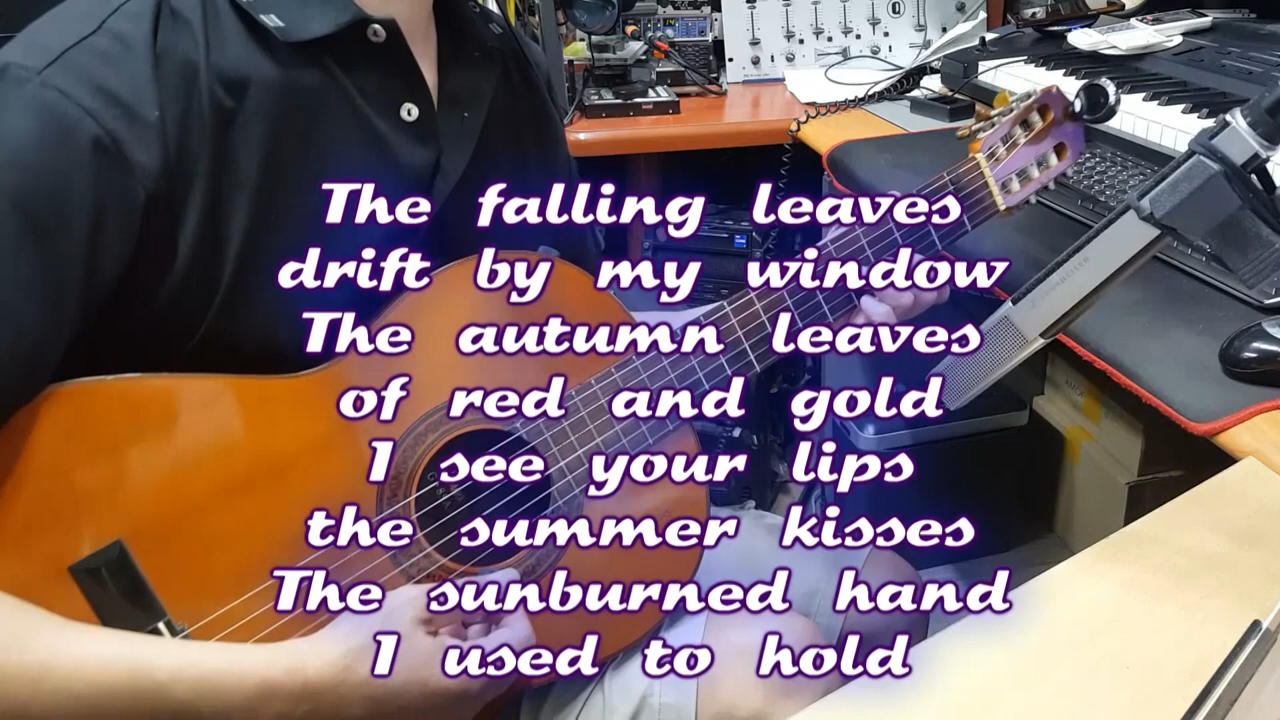 The falling leaves
drift by my window
The autumn leaves
of red and gold
I see your lips
the summer kisses
The sunburned hand
I used to hold
SENNHEISER